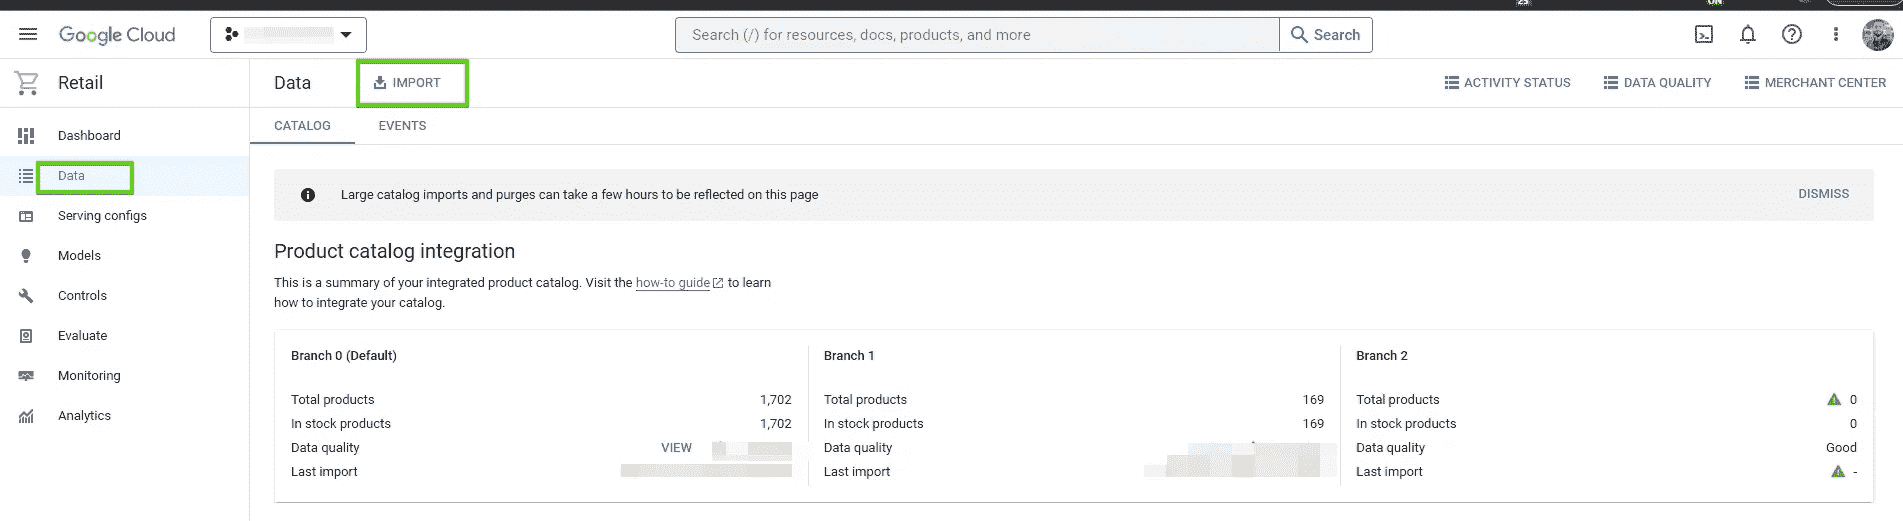 Google Cloud
Search (/) for resources, docs, products, and more
Search
Retail
Data
IMPORT
ACTIVITY STATUS
DATA QUALITY
MERCHANT CENTER
Dashboard
Data
Serving configs
Models
Controls
Evaluate
Monitoring
Analytics
CATALOG
EVENTS
Large catalog imports and purges can take a few hours to be reflected on this page
DISMISS
Product catalog integration
This is a summary of your integrated product catalog. Visit the how-to guide to learn
how to integrate your catalog.
Branch 0 (Default)
Total products 1,702
In stock products 1,702
Data quality VIEW
Last import
Branch 1
Total products 169
In stock products 169
Data quality
Last import
Branch 2
Total products 0
In stock products 0
Data quality Good
Last import -